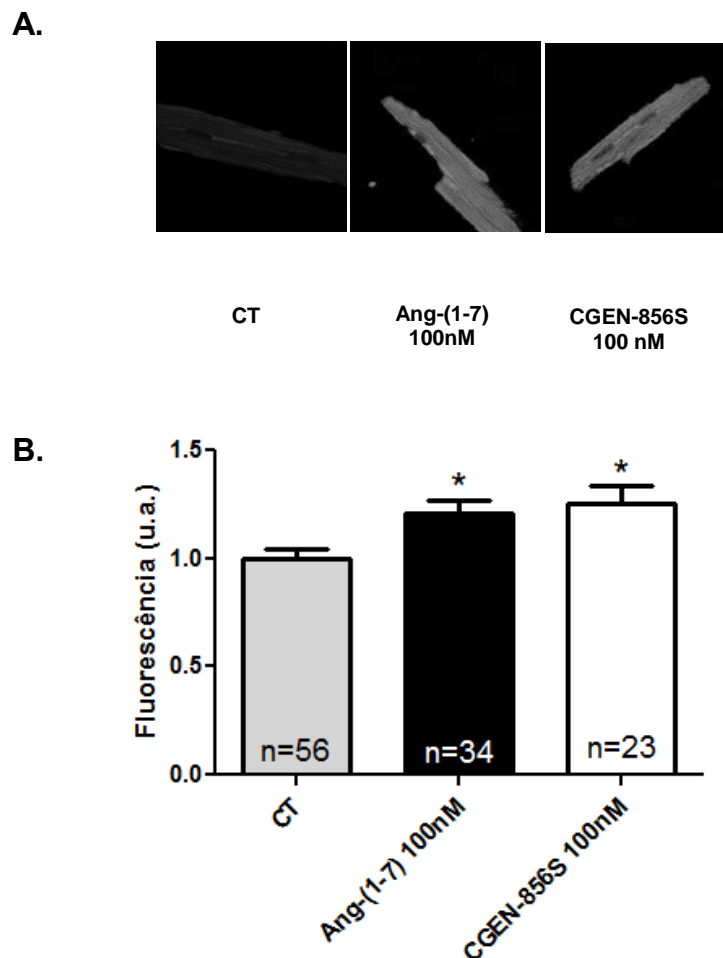 A.
CT
Ang-(1-7)
100nM
CGEN-856S
100 nM
B.
Fluorescência (u.a.)
1.5
1.0
0.5
0.0
*
*
n=56
n=34
n=23
CT
Ang-(1-7) 100nM
CGEN-856S 100nM